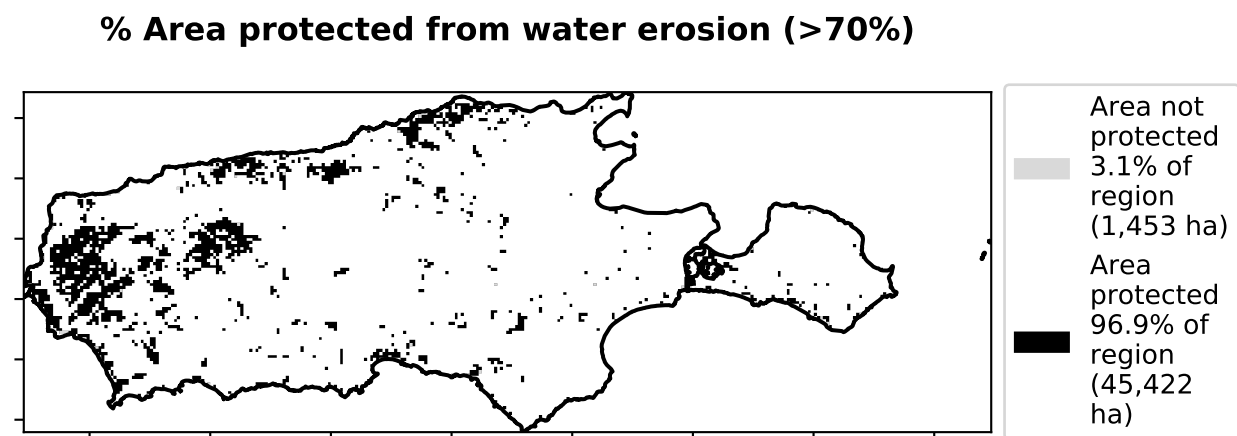 % Area protected from water erosion (>70%)
Area not
protected
3.1% of
region
(1,453 ha)
Area
protected
96.9% of
region
(45,422
ha)